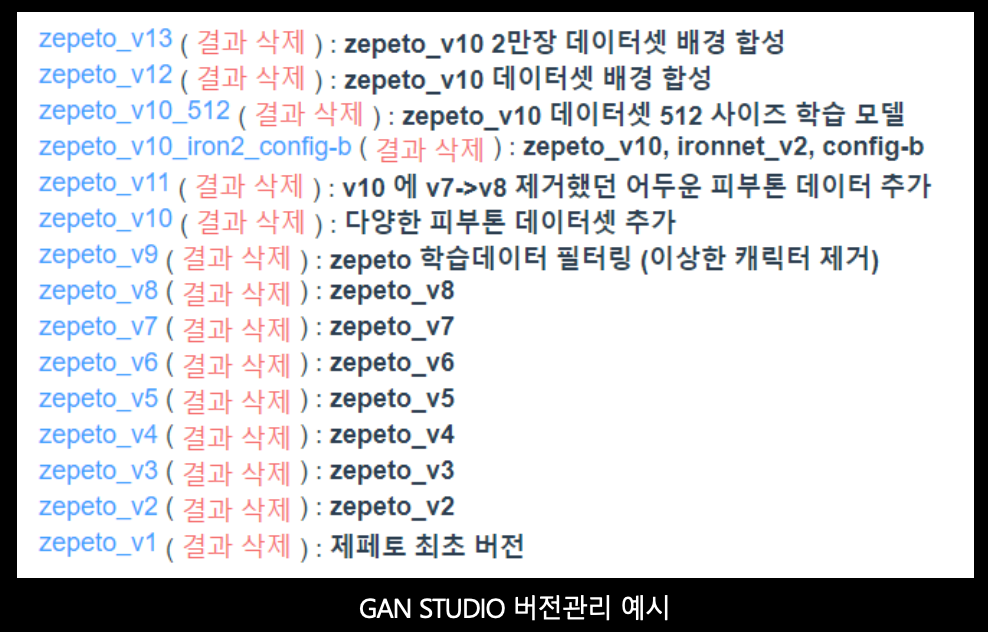 zepeto_v13 ( 결과 삭제 ) : zepeto_v10 2만장 데이터셋 배경 합성
zepeto_v12 ( 결과 삭제 ) : zepeto_v10 데이터셋 배경 합성
zepeto_v10_512 ( 결과 삭제 ) : zepeto_v10 데이터셋 512 사이즈 학습 모델
zepeto_v10_iron2_config-b ( 결과 삭제 ) : zepeto_v10, ironnet_v2, config-b
zepeto_v11 ( 결과 삭제 ) : v10 에 v7->v8 제거했던 어두운 피부톤 데이터 추가
zepeto_v10 ( 결과 삭제 ) : 다양한 피부톤 데이터셋 추가
zepeto_v9 ( 결과 삭제 ) : zepeto 학습데이터 필터링 (이상한 캐릭터 제거)
zepeto_v8 ( 결과 삭제 ) : zepeto_v8
zepeto_v7 ( 결과 삭제 ) : zepeto_v7
zepeto_v6 ( 결과 삭제 ) : zepeto_v6
zepeto_v5 ( 결과 삭제 ) : zepeto_v5
zepeto_v4 ( 결과 삭제 ) : zepeto_v4
zepeto_v3 ( 결과 삭제 ) : zepeto_v3
zepeto_v2 ( 결과 삭제 ) : zepeto_v2
zepeto_v1 ( 결과 삭제 ) : 제페토 최초 버전
GAN STUDIO 버전관리 예시